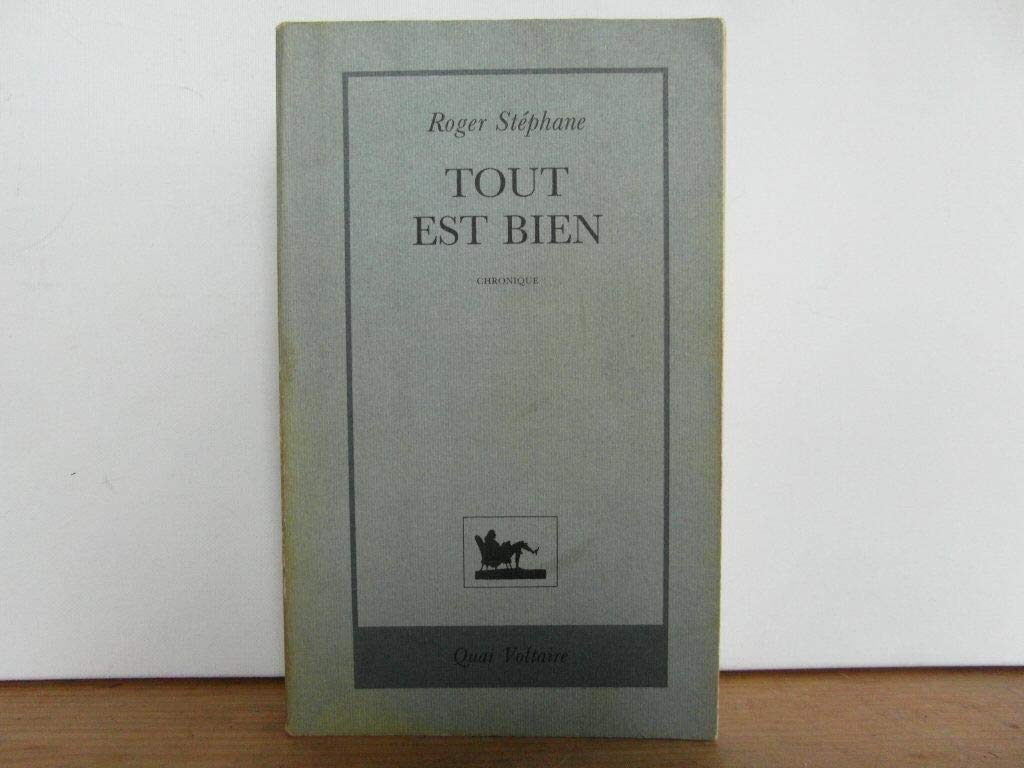 Roger Stéphane
TOUT
EST BIEN
CHRONIQUE
Quai Voltaire